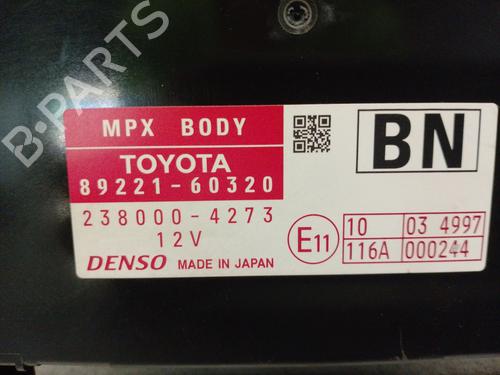 B-PARTS
MPX BODY
TOYOTA
89221-60320
238000-4273
12V
DENSO MADE IN JAPAN
BN
E11
10 03 4997
116A 000244